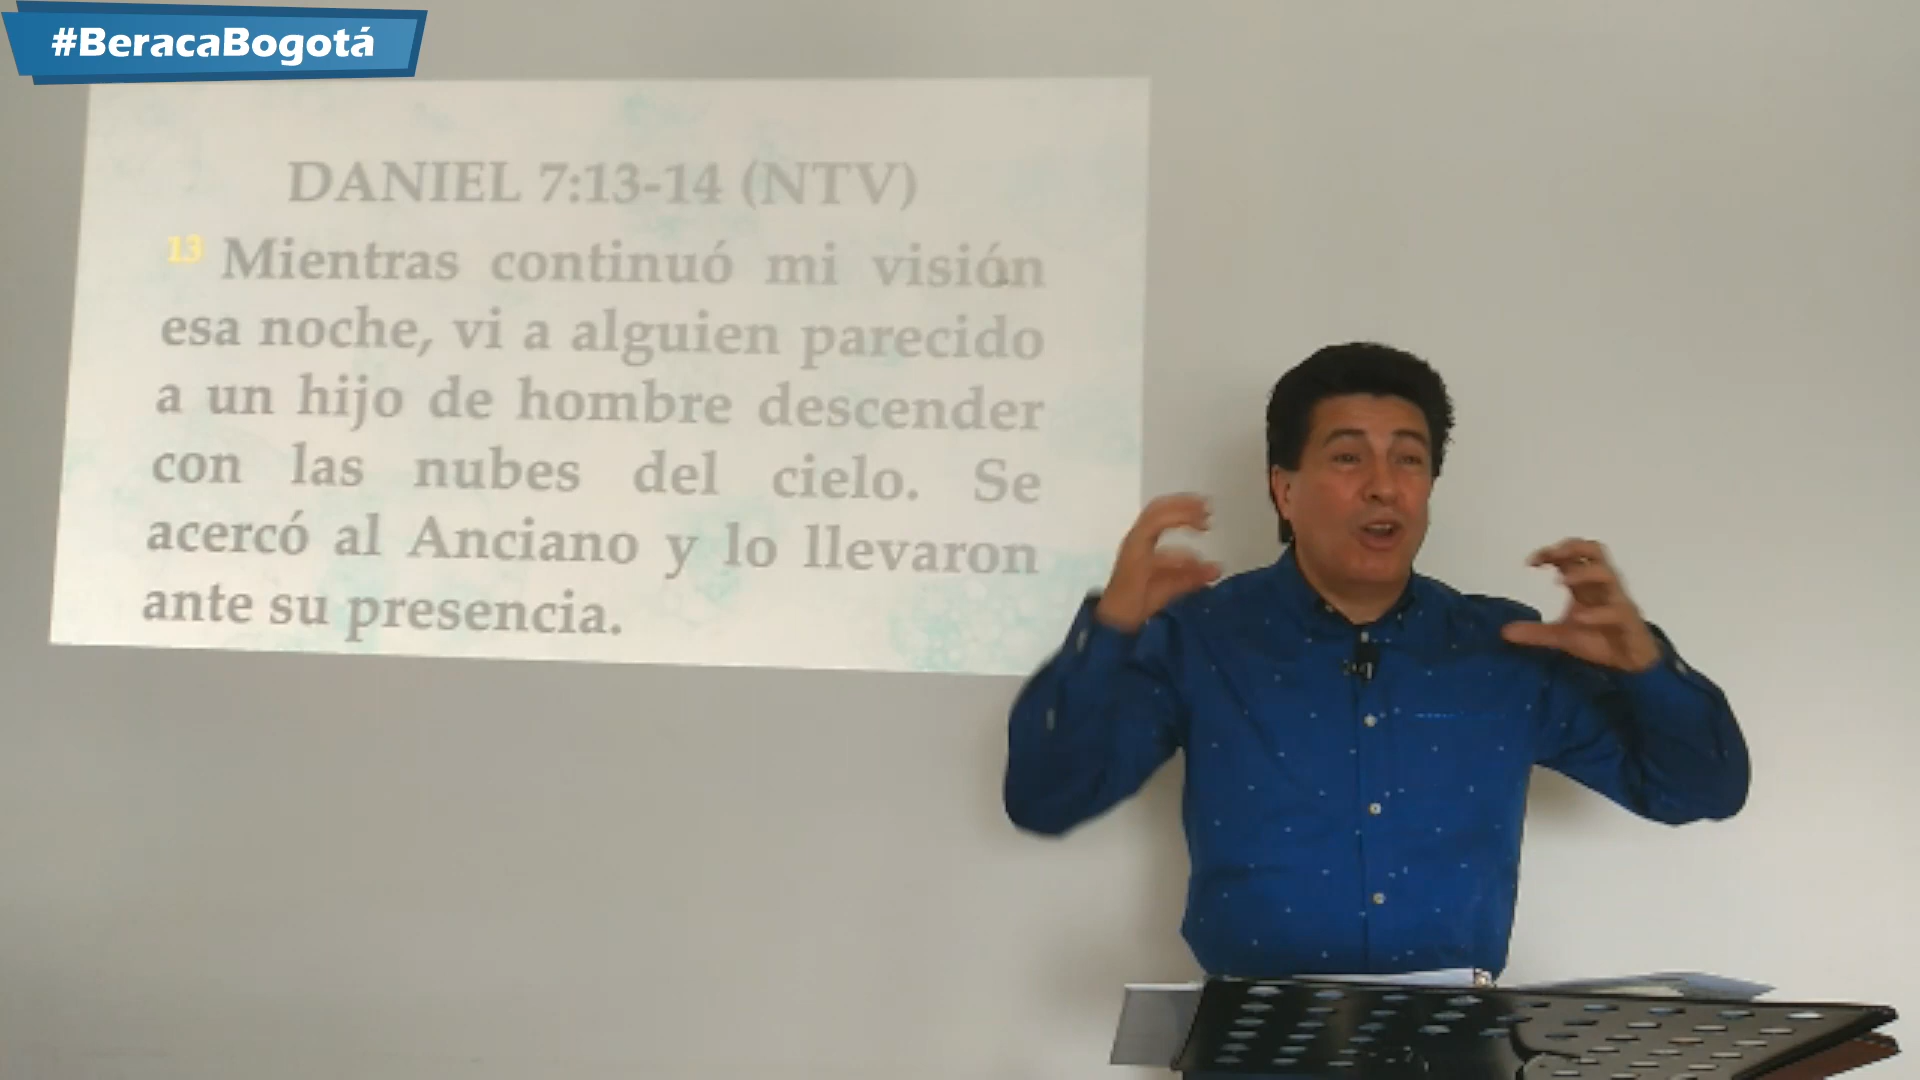 #BeracaBogotá
DANIEL 7:13-14 (NTV)
13 Mientras continuó mi visión
esa noche, vi a alguien parecido
a un hijo de hombre descender
con las nubes del cielo. Se
acercó al Anciano y lo llevaron
ante su presencia.